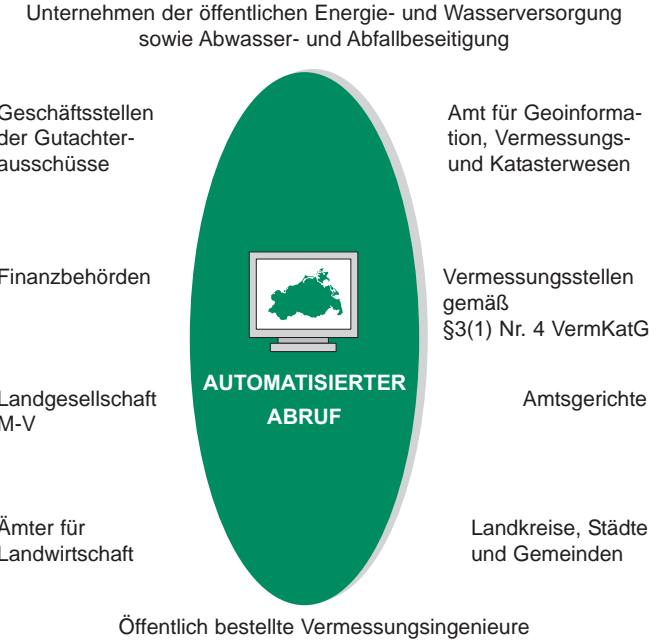 Unternehmen der öffentlichen Energie- und Wasserversorgung
sowie Abwasser- und Abfallbeseitigung
Geschäftsstellen
der Gutachter-
ausschüsse
Amt für Geoinforma-
tion, Vermessungs-
und Katasterwesen
Finanzbehörden
Vermessungsstellen
gemäß
§3(1) Nr. 4 VermKatG
AUTOMATISIERTER
ABRUF
Landgesellschaft
M-V
Amtsgerichte
Ämter für
Landwirtschaft
Landkreise, Städte
und Gemeinden
Öffentlich bestellte Vermessungsingenieure